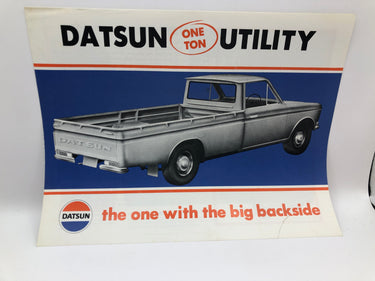 DATSUN ONE TON UTILITY
DATSUN
DATSUN the one with the big backside